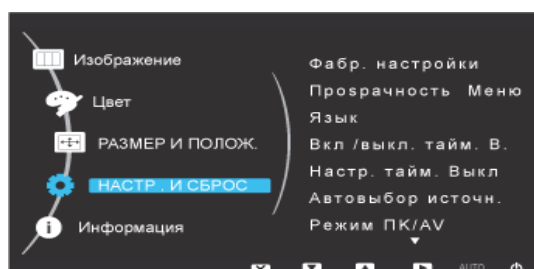 Изображение
Цвет
РАЗМЕР И ПОЛОЖ.
НАСТР . И СБРОС
Информация
Фабр. настройки
Проsрачность Меню
Язык
Вкл /выкл. тайм. В.
Настр. тайм. Выкл
Автовыбор источн.
Режим ПК/AV
AUTO